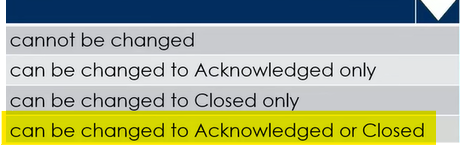 cannot be changed
can be changed to Acknowledged only
can be changed to Closed only
can be changed to Acknowledged or Closed